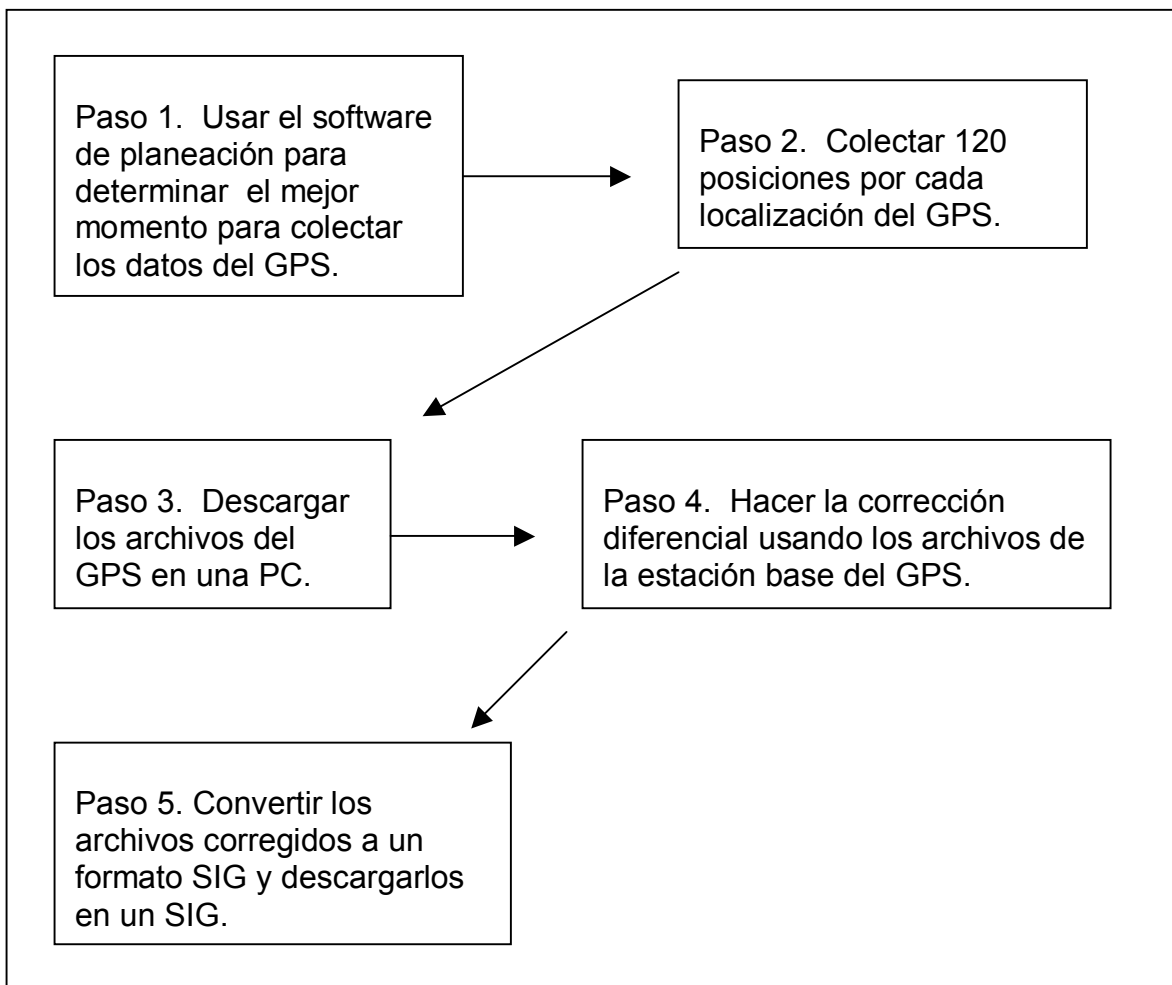 Paso 1.  Usar el software
de planeación para
determinar  el mejor
momento para colectar
los datos del GPS.
Paso 2.  Colectar 120
posiciones por cada
localización del GPS.
Paso 3.  Descargar
los archivos del
GPS en una PC.
Paso 4.  Hacer la corrección
diferencial usando los archivos de
la estación base del GPS.
Paso 5. Convertir los
archivos corregidos a un
formato SIG y descargarlos
en un SIG.